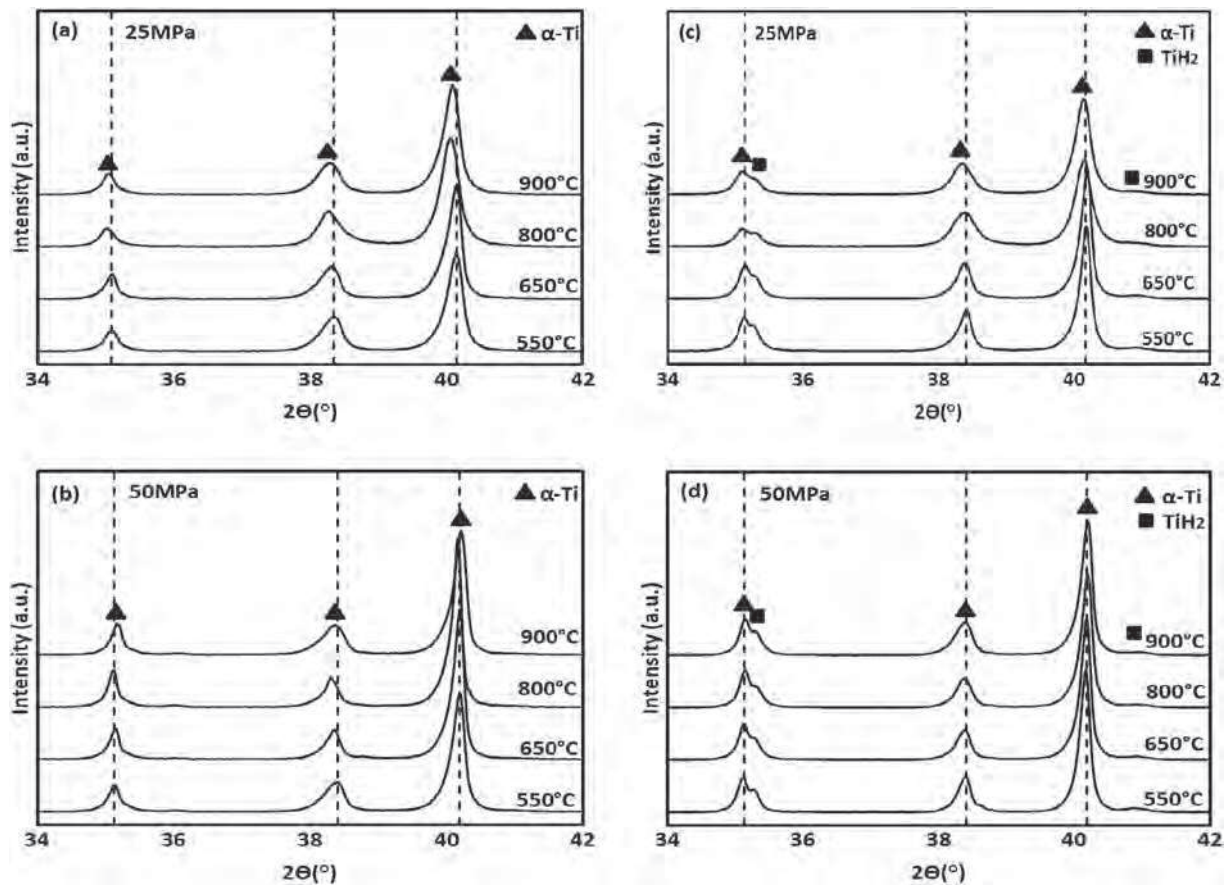 (a) 25MPa ▲ α-Ti
Intensity (a.u.)
900°C
800°C
650°C
550°C
34 36 38 40 42
2Θ(°)
(c) 25MPa ▲ α-Ti
■ TiH₂
Intensity (a.u.)
900°C
800°C
650°C
550°C
34 36 38 40 42
2Θ(°)
(b) 50MPa ▲ α-Ti
Intensity (a.u.)
900°C
800°C
650°C
550°C
34 36 38 40 42
2Θ(°)
(d) 50MPa ▲ α-Ti
■ TiH₂
Intensity (a.u.)
900°C
800°C
650°C
550°C
34 36 38 40 42
2Θ(°)